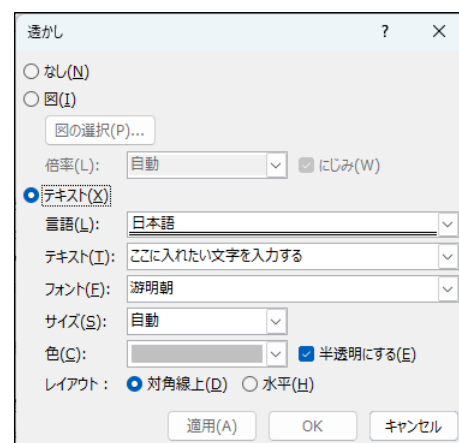 透かし ? ×
なし(N)
図(I)
図の選択(P)...
倍率(L): 自動 にじみ(W)
テキスト(X)
言語(L): 日本語
テキスト(T): ここに入れたい文字を入力する
フォント(F): 游明朝
サイズ(S): 自動
色(C): 半透明にする(E)
レイアウト： 対角線上(D) 水平(H)
適用(A) OK キャンセル